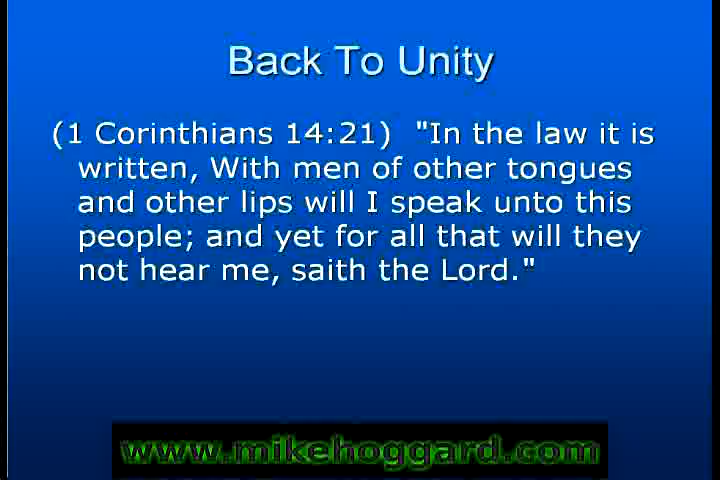 Back To Unity
(1 Corinthians 14:21) "In the law it is
written, With men of other tongues
and other lips will I speak unto this
people; and yet for all that will they
not hear me, saith the Lord."
www.mikehoggard.com